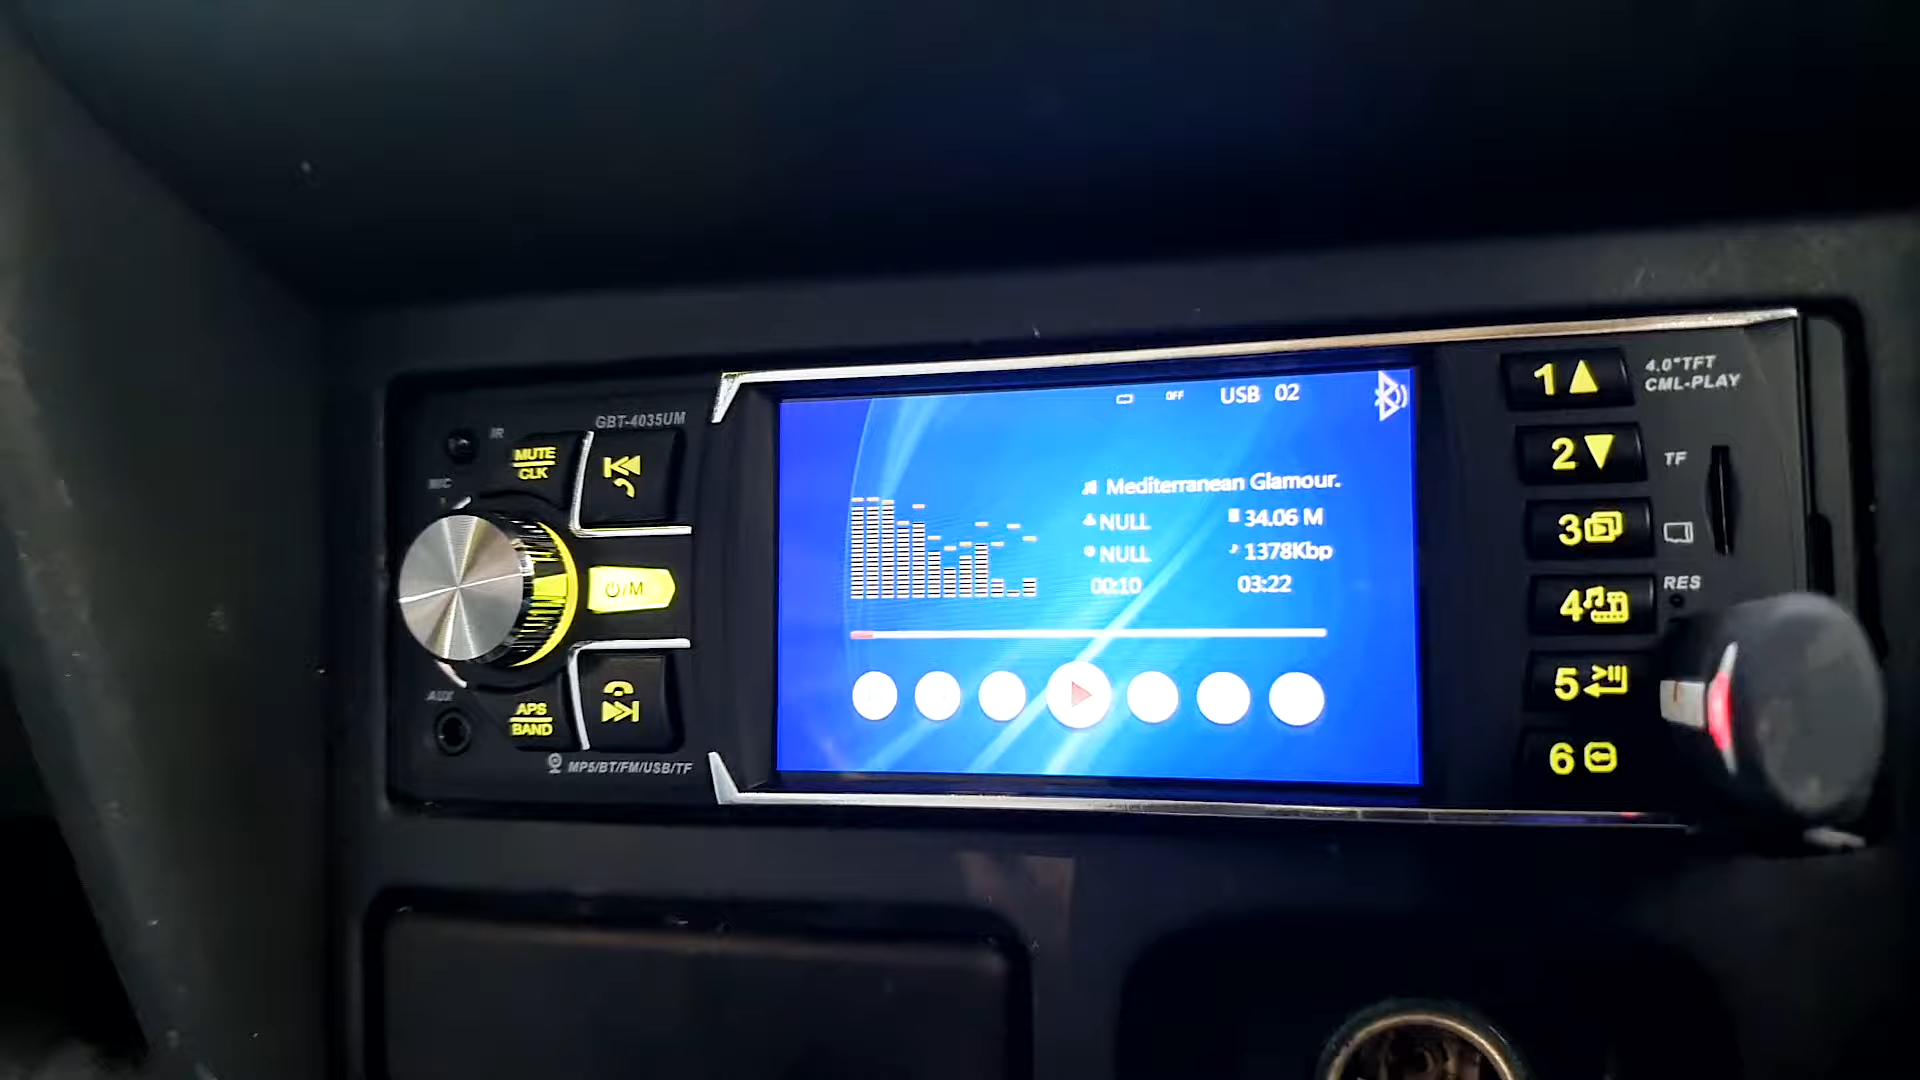 GBT-4035UM
IR
MUTE
CLK
MIC
⏻/M
AUX
APS
BAND
MP5/BT/FM/USB/TF
OFF
USB 02
Mediterranean Glamour.
NULL
34.06 M
NULL
1378Kbp
00:10
03:22
1
2
3
4
5
6
4.0"TFT
CML-PLAY
TF
RES